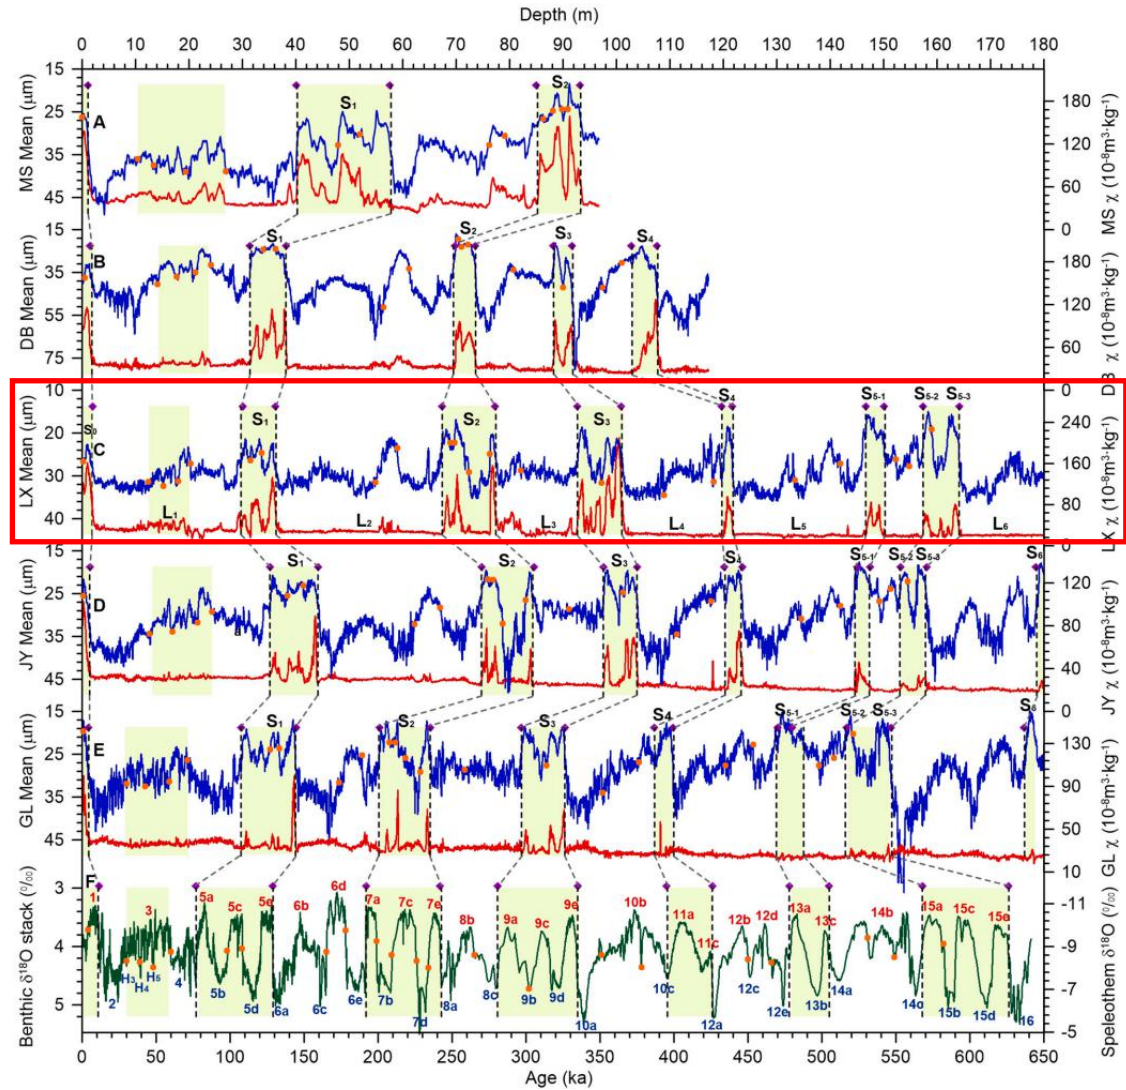 Depth (m)
0 10 20 30 40 50 60 70 80 90 100 110 120 130 140 150 160 170 180
MS Mean (μm)
15
25
35
45
A
S1
S2
180
120
60
0
MS χ (10-8m3·kg-1)
DB Mean (μm)
15
35
55
75
B
S1 S2 S3 S4
180
120
60
0
DB χ (10-8m3·kg-1)
LX Mean (μm)
10
20
30
40
C
S0 S1 S2 S3 S4 S5-1 S5-2 S5-3
L1 L2 L3 L4 L5 L6
240
160
80
0
LX χ (10-8m3·kg-1)
JY Mean (μm)
15
25
35
45
D
a
S1 S2 S3 S4 S5-1 S5-2 S5-3 S6
120
80
40
0
JY χ (10-8m3·kg-1)
GL Mean (μm)
15
25
35
45
E
S1 S2 S3 S4 S5-1 S5-2 S5-3 S6
130
90
50
10
GL χ (10-8m3·kg-1)
Benthic δ18O stack (0/00)
3
4
5
F
1 3 5a 5c 5e 6b 6d 7a 7c 7e 8b 9a 9c 9e 10b 11a 11c 12b 12d 13a 13c 14b 15a 15c 15e
H3 H4 H5
2 4 5b 5d 6a 6c 6e 7b 7d 8a 8c 9b 9d 10a 10c 12a 12c 12e 13b 14a 14c 15b 15d 16
-11
-9
-7
-5
Speleothem δ18O (0/00)
0 50 100 150 200 250 300 350 400 450 500 550 600 650
Age (ka)